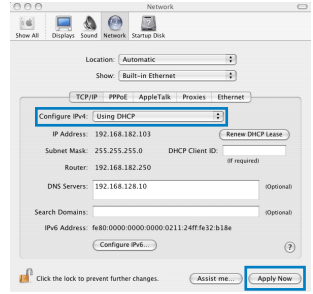 Network
Show All Displays Sound Network Startup Disk
Location: Automatic
Show: Built-in Ethernet
TCP/IP PPPoE AppleTalk Proxies Ethernet
Configure IPv4: Using DHCP
IP Address: 192.168.182.103 Renew DHCP Lease
Subnet Mask: 255.255.255.0 DHCP Client ID:
(If required)
Router: 192.168.182.250
DNS Servers: 192.168.128.10 (Optional)
Search Domains: (Optional)
IPv6 Address: fe80:0000:0000:0000:0211:24ff:fe32:b18e
Configure IPv6... ?
Click the lock to prevent further changes. Assist me... Apply Now